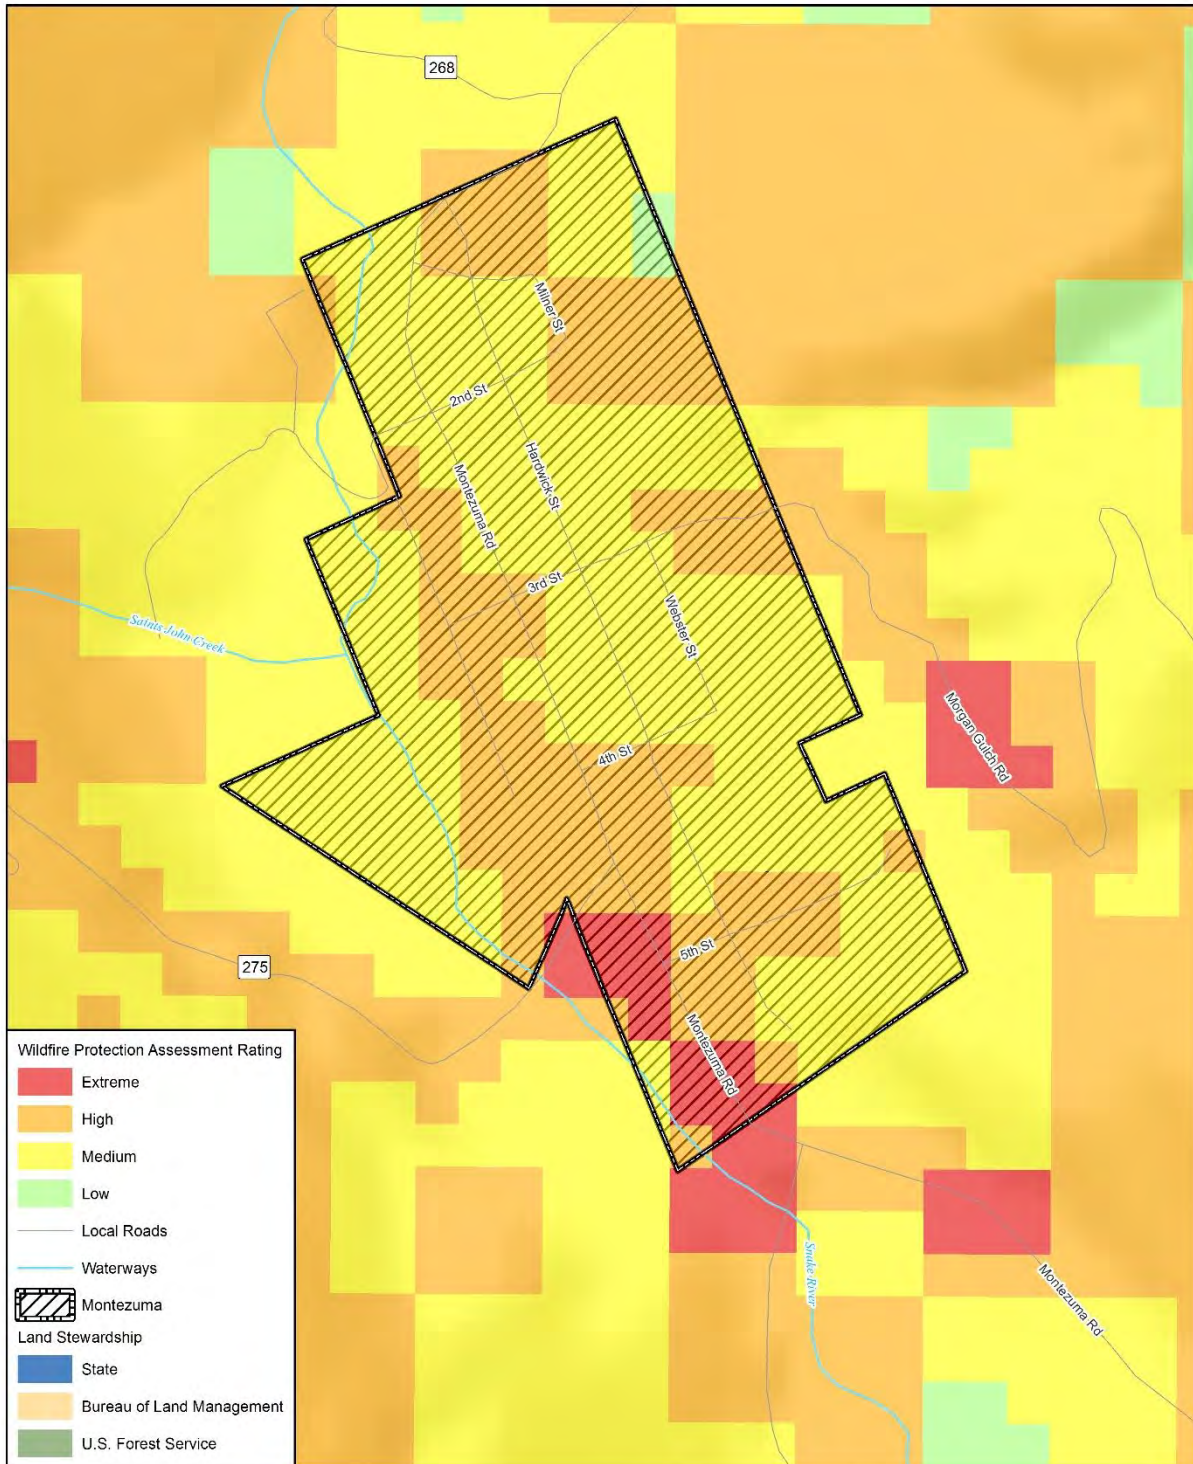 268
Milner St
2nd St
Hardwick St
Montezuma Rd
3rd St
Webster St
Saints John Creek
4th St
Morgan Gulch Rd
5th St
275
Montezuma Rd
Snake River
Montezuma Rd
Wildfire Protection Assessment Rating
Extreme
High
Medium
Low
Local Roads
Waterways
Montezuma
Land Stewardship
State
Bureau of Land Management
U.S. Forest Service